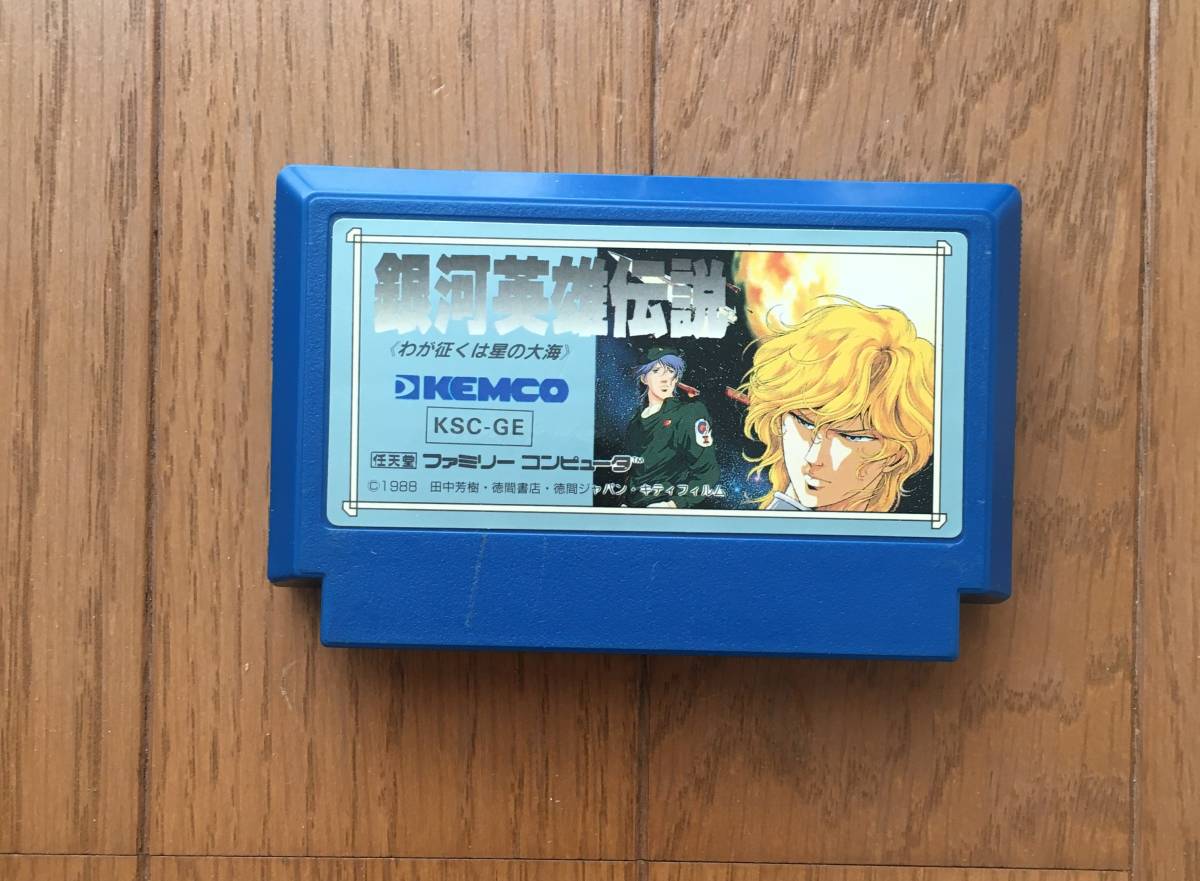 銀河英雄伝説
《わが征くは星の大海》
KEMCO
KSC-GE
任天堂 ファミリー コンピュータ™
©1988 田中芳樹・徳間書店・徳間ジャパン・キティフィルム